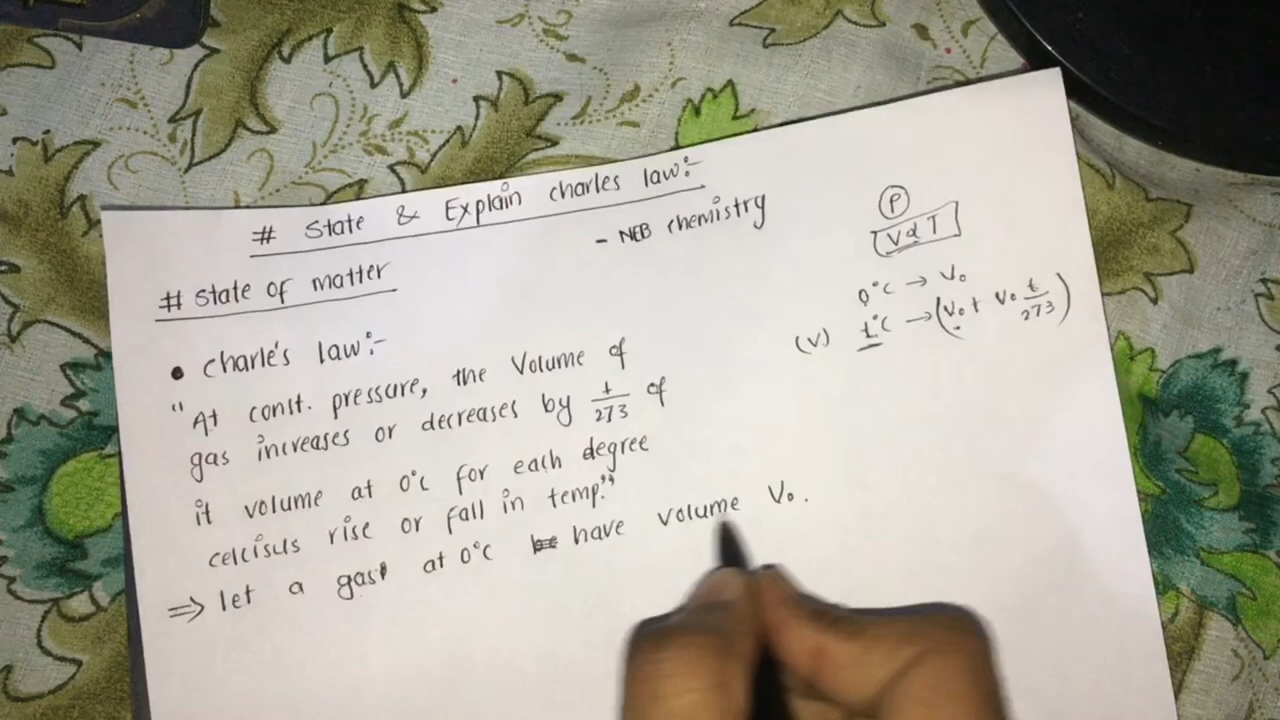 # State & Explain charles law:-
- NEB chemistry
# State of matter
• Charle's law:-
"At const. pressure, the Volume of
gas increases or decreases by t/273 of
it volume at 0°c for each degree
celcisus rise or fall in temp."
⇒ let a gas at 0°c have volume V₀.
(P)
V α T
0°c → V₀
(V) t°c → (V₀ + V₀ t/273)